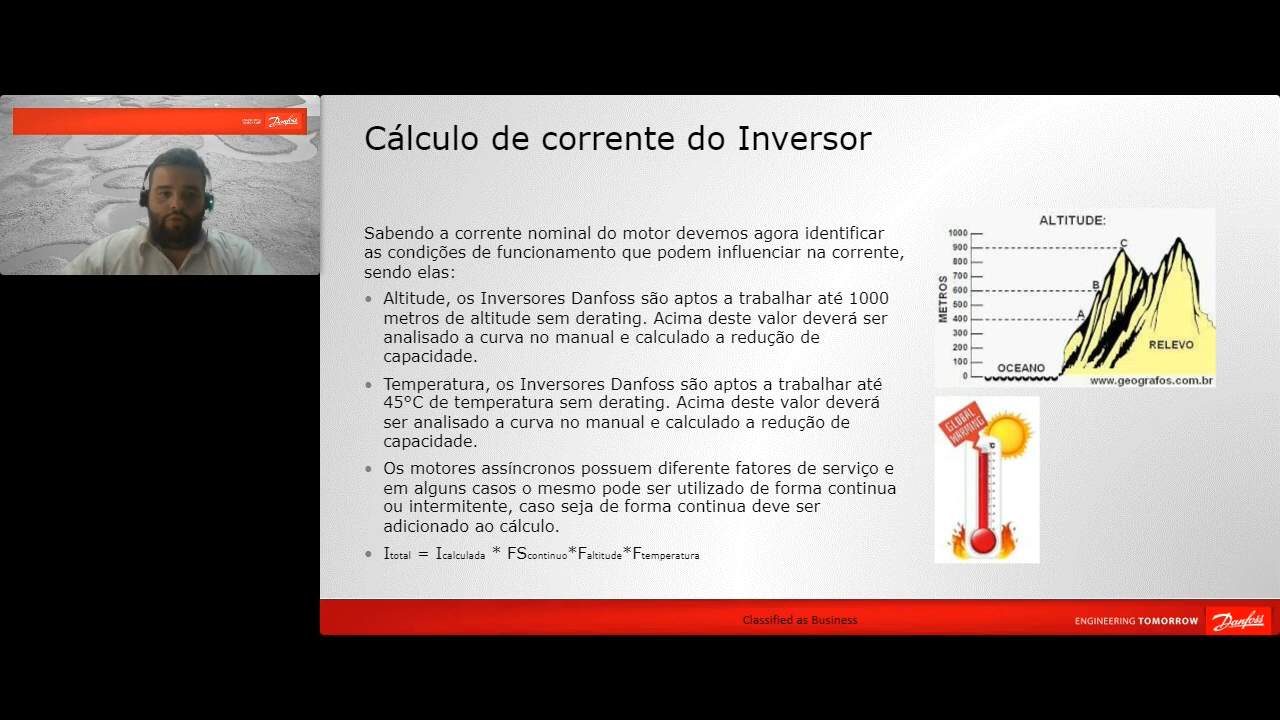 Danfoss
Cálculo de corrente do Inversor
Sabendo a corrente nominal do motor devemos agora identificar
as condições de funcionamento que podem influenciar na corrente,
sendo elas:
• Altitude, os Inversores Danfoss são aptos a trabalhar até 1000
metros de altitude sem derating. Acima deste valor deverá ser
analisado a curva no manual e calculado a redução de
capacidade.
• Temperatura, os Inversores Danfoss são aptos a trabalhar até
45°C de temperatura sem derating. Acima deste valor deverá
ser analisado a curva no manual e calculado a redução de
capacidade.
• Os motores assíncronos possuem diferente fatores de serviço e
em alguns casos o mesmo pode ser utilizado de forma continua
ou intermitente, caso seja de forma continua deve ser
adicionado ao cálculo.
• Itotal = Icalculada * FScontinuo*Faltitude*Ftemperatura
ALTITUDE:
METROS
1000
900
800
700
600
500
400
300
200
100
0
C
B
A
OCEANO
RELEVO
www.geografos.com.br
GLOBAL
WARMING
°C
Classified as Business
ENGINEERING TOMORROW
Danfoss